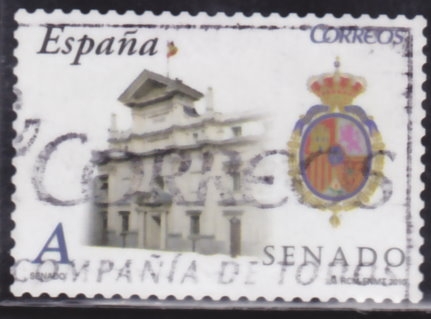 España
CORREOS
CORREOS
A
SENADO
SENADO
COMPAÑÍA DE TODOS